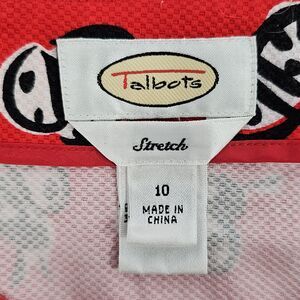 Talbots
Stretch
10
MADE IN
CHINA